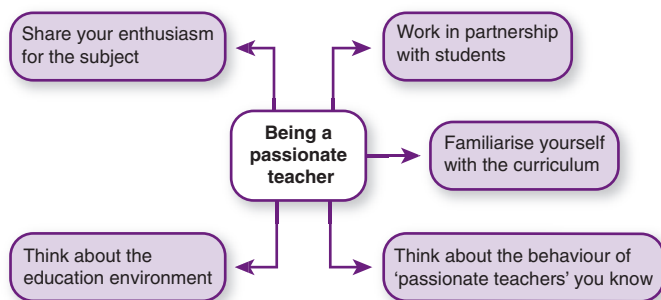 Share your enthusiasm
for the subject
Work in partnership
with students
Being a
passionate
teacher
Familiarise yourself
with the curriculum
Think about the
education environment
Think about the behaviour of
‘passionate teachers’ you know